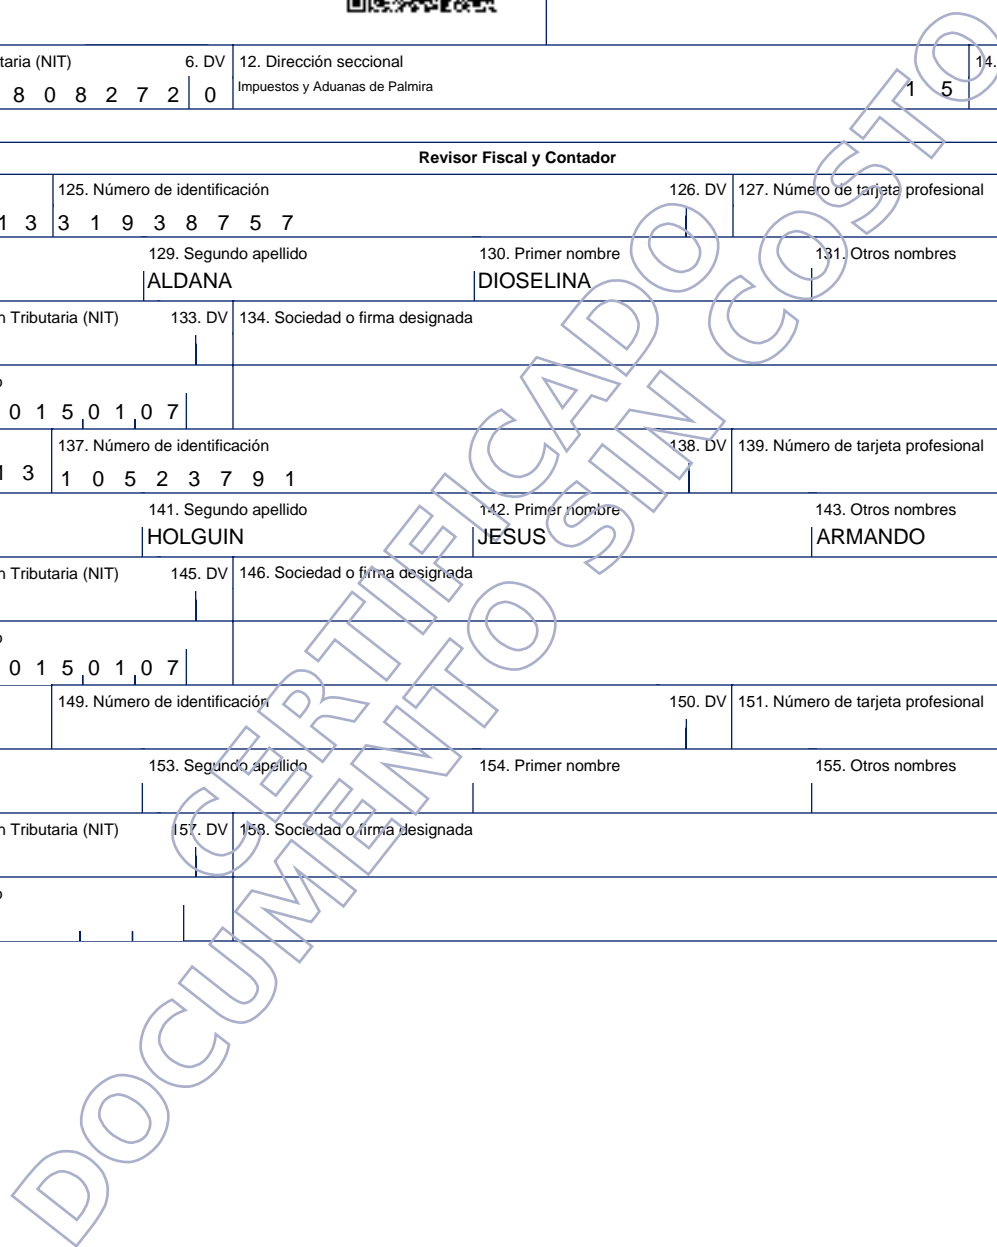 taria (NIT) 6. DV 12. Dirección seccional 14.
8 0 8 2 7 2 0 Impuestos y Aduanas de Palmira 1 5
Revisor Fiscal y Contador
125. Número de identificación 126. DV 127. Número de tarjeta profesional
1 3 3 1 9 3 8 7 5 7
129. Segundo apellido 130. Primer nombre 131. Otros nombres
ALDANA DIOSELINA
n Tributaria (NIT) 133. DV 134. Sociedad o firma designada
o
0 1 5 0 1 0 7
137. Número de identificación 138. DV 139. Número de tarjeta profesional
1 3 1 0 5 2 3 7 9 1
141. Segundo apellido 142. Primer nombre 143. Otros nombres
HOLGUIN JESUS ARMANDO
n Tributaria (NIT) 145. DV 146. Sociedad o firma designada
o
0 1 5 0 1 0 7
149. Número de identificación 150. DV 151. Número de tarjeta profesional
153. Segundo apellido 154. Primer nombre 155. Otros nombres
n Tributaria (NIT) 157. DV 158. Sociedad o firma designada
o
CERTIFICADO
DOCUMENTO SIN COSTO